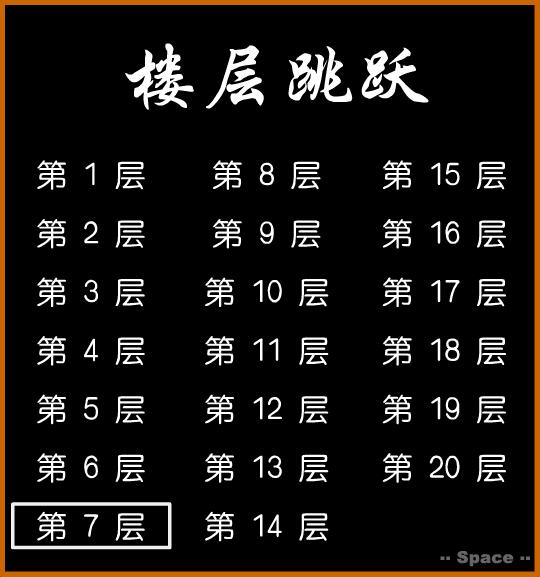 楼层跳跃
第 1 层 第 8 层 第 15 层
第 2 层 第 9 层 第 16 层
第 3 层 第 10 层 第 17 层
第 4 层 第 11 层 第 18 层
第 5 层 第 12 层 第 19 层
第 6 层 第 13 层 第 20 层
第 7 层 第 14 层
-- Space --